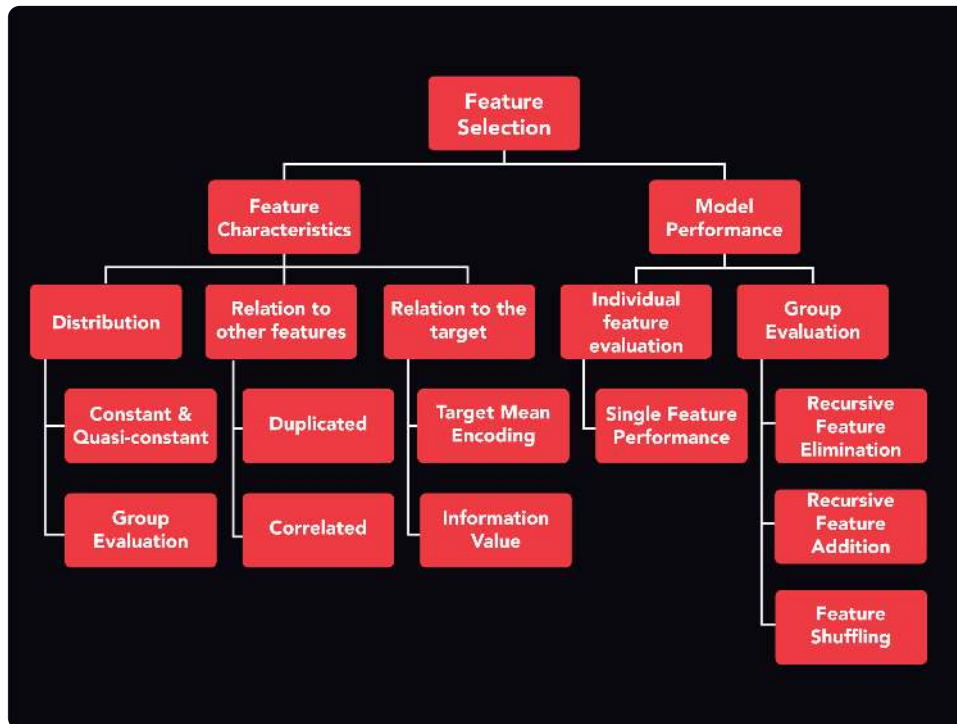 Feature
Selection
Feature
Characteristics
Model
Performance
Distribution
Relation to
other features
Relation to the
target
Individual
feature
evaluation
Group
Evaluation
Constant &
Quasi-constant
Duplicated
Target Mean
Encoding
Single Feature
Performance
Recursive
Feature
Elimination
Group
Evaluation
Correlated
Information
Value
Recursive
Feature
Addition
Feature
Shuffling